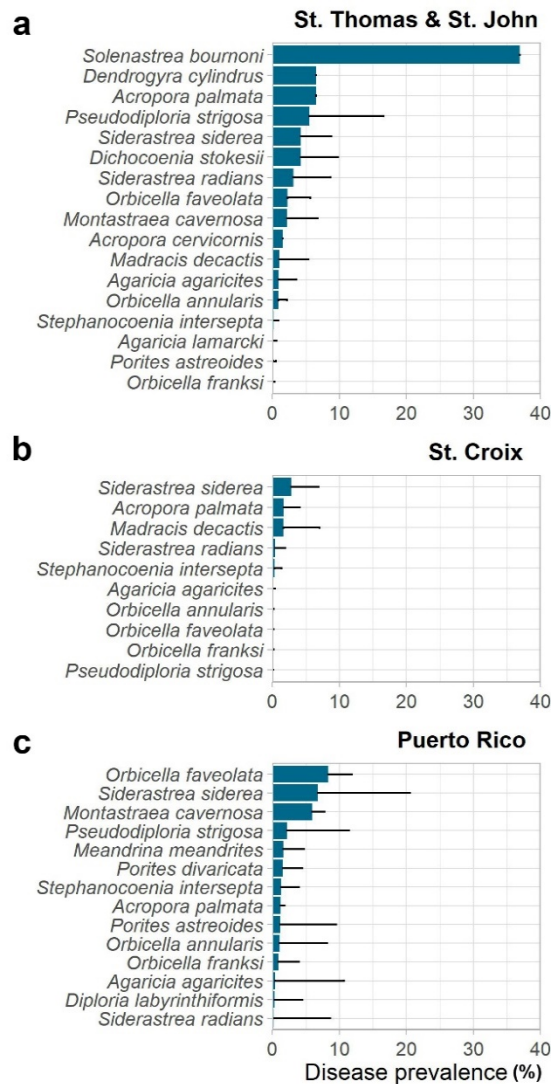 a
St. Thomas & St. John
Solenastrea bournoni
Dendrogyra cylindrus
Acropora palmata
Pseudodiploria strigosa
Siderastrea siderea
Dichocoenia stokesii
Siderastrea radians
Orbicella faveolata
Montastraea cavernosa
Acropora cervicornis
Madracis decactis
Agaricia agaricites
Orbicella annularis
Stephanocoenia intersepta
Agaricia lamarcki
Porites astreoides
Orbicella franksi
0 10 20 30 40
b
St. Croix
Siderastrea siderea
Acropora palmata
Madracis decactis
Siderastrea radians
Stephanocoenia intersepta
Agaricia agaricites
Orbicella annularis
Orbicella faveolata
Orbicella franksi
Pseudodiploria strigosa
0 10 20 30 40
c
Puerto Rico
Orbicella faveolata
Siderastrea siderea
Montastraea cavernosa
Pseudodiploria strigosa
Meandrina meandrites
Porites divaricata
Stephanocoenia intersepta
Acropora palmata
Porites astreoides
Orbicella annularis
Orbicella franksi
Agaricia agaricites
Diploria labyrinthiformis
Siderastrea radians
0 10 20 30 40
Disease prevalence (%)